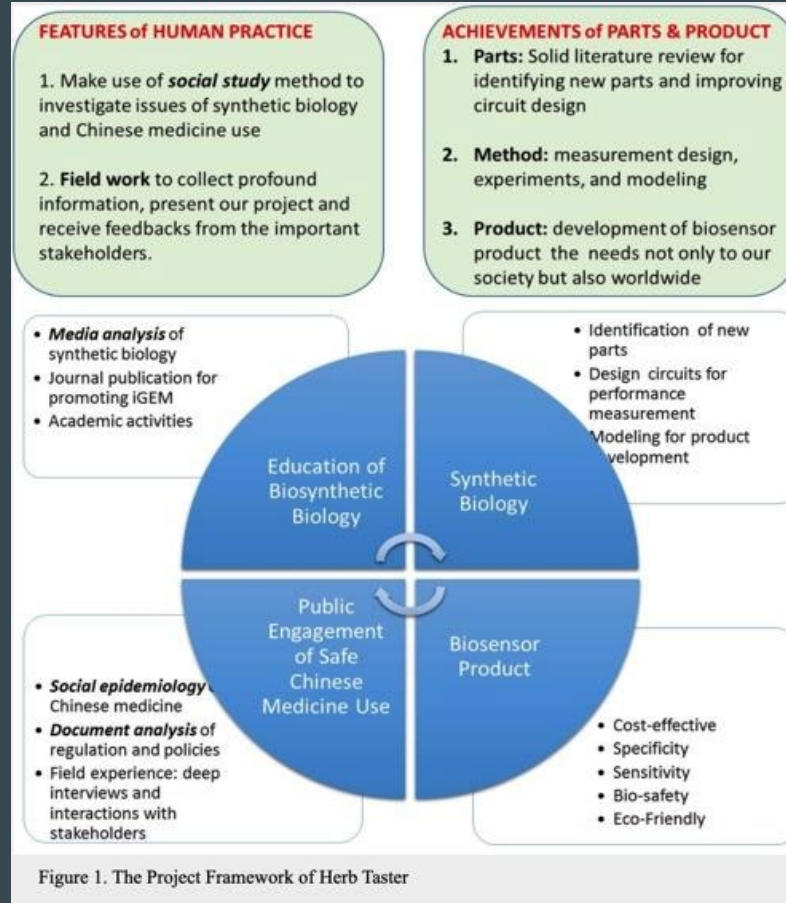 FEATURES of HUMAN PRACTICE
1. Make use of social study method to
investigate issues of synthetic biology
and Chinese medicine use
2. Field work to collect profound
information, present our project and
receive feedbacks from the important
stakeholders.
ACHIEVEMENTS of PARTS & PRODUCT
1. Parts: Solid literature review for
identifying new parts and improving
circuit design
2. Method: measurement design,
experiments, and modeling
3. Product: development of biosensor
product the needs not only to our
society but also worldwide
• Media analysis of
synthetic biology
• Journal publication for
promoting iGEM
• Academic activities
• Identification of new
parts
• Design circuits for
performance
measurement
Modeling for product
velopment
Education of
Biosynthetic
Biology
Synthetic
Biology
Public
Engagement
of Safe
Chinese
Medicine Use
Biosensor
Product
• Social epidemiology
Chinese medicine
• Document analysis of
regulation and policies
• Field experience: deep
interviews and
interactions with
stakeholders
• Cost-effective
• Specificity
• Sensitivity
• Bio-safety
• Eco-Friendly
Figure 1. The Project Framework of Herb Taster